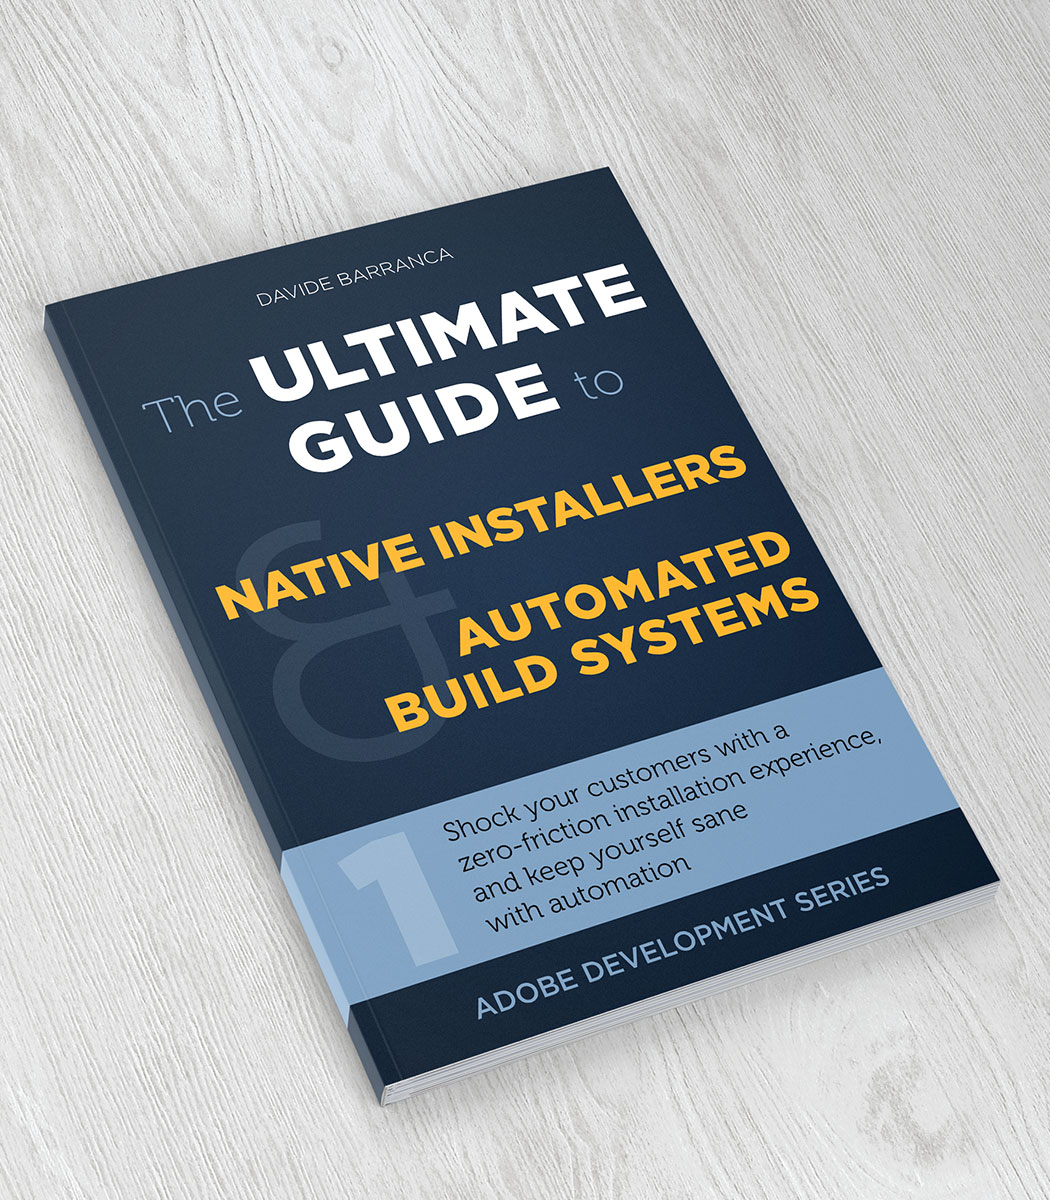 DAVIDE BARRANCA
The ULTIMATE
GUIDE to
NATIVE INSTALLERS
&
AUTOMATED
BUILD SYSTEMS
1
Shock your customers with a
zero-friction installation experience,
and keep yourself sane
with automation
ADOBE DEVELOPMENT SERIES